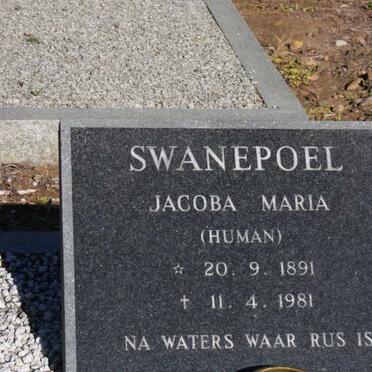 SWANEPOEL
JACOBA MARIA
(HUMAN)
☆ 20. 9. 1891
† 11. 4. 1981
NA WATERS WAAR RUS IS